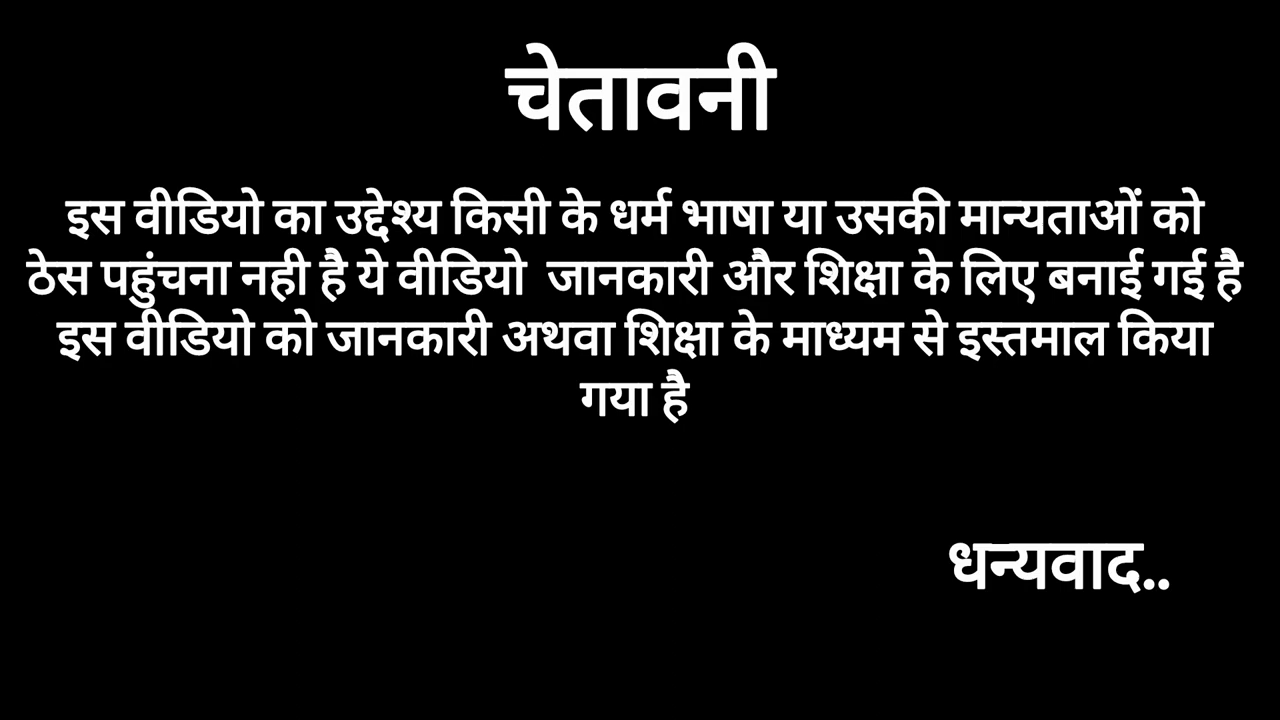 चेतावनी
इस वीडियो का उद्देश्य किसी के धर्म भाषा या उसकी मान्यताओं को
ठेस पहुंचना नही है ये वीडियो  जानकारी और शिक्षा के लिए बनाई गई है
इस वीडियो को जानकारी अथवा शिक्षा के माध्यम से इस्तमाल किया
गया है
धन्यवाद..